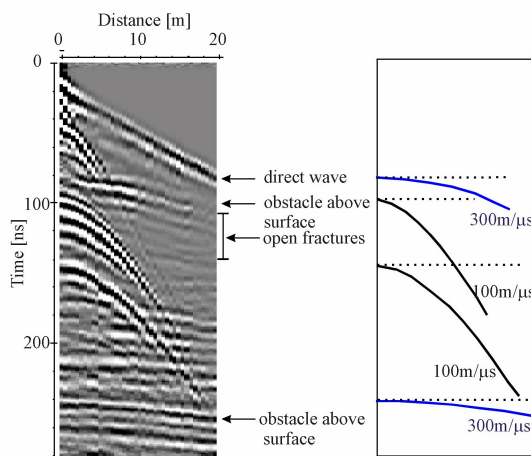 Distance [m]
0 10 20
0
100
200
Time [ns]
direct wave
obstacle above
surface
open fractures
obstacle above
surface
300m/µs
100m/µs
100m/µs
300m/µs